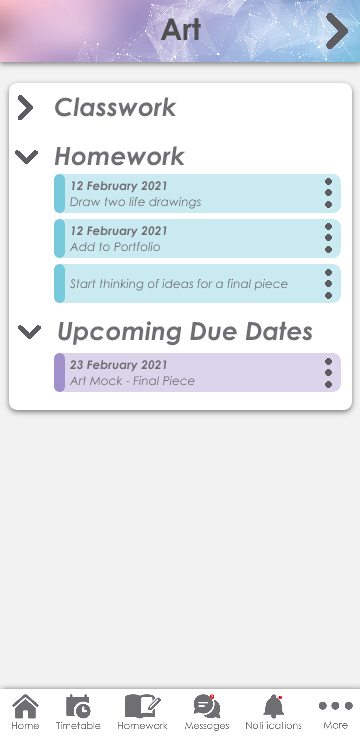 Art
Classwork
Homework
12 February 2021
Draw two life drawings
12 February 2021
Add to Portfolio
Start thinking of ideas for a final piece
Upcoming Due Dates
23 February 2021
Art Mock - Final Piece
Home Timetable Homework Messages Notifications More